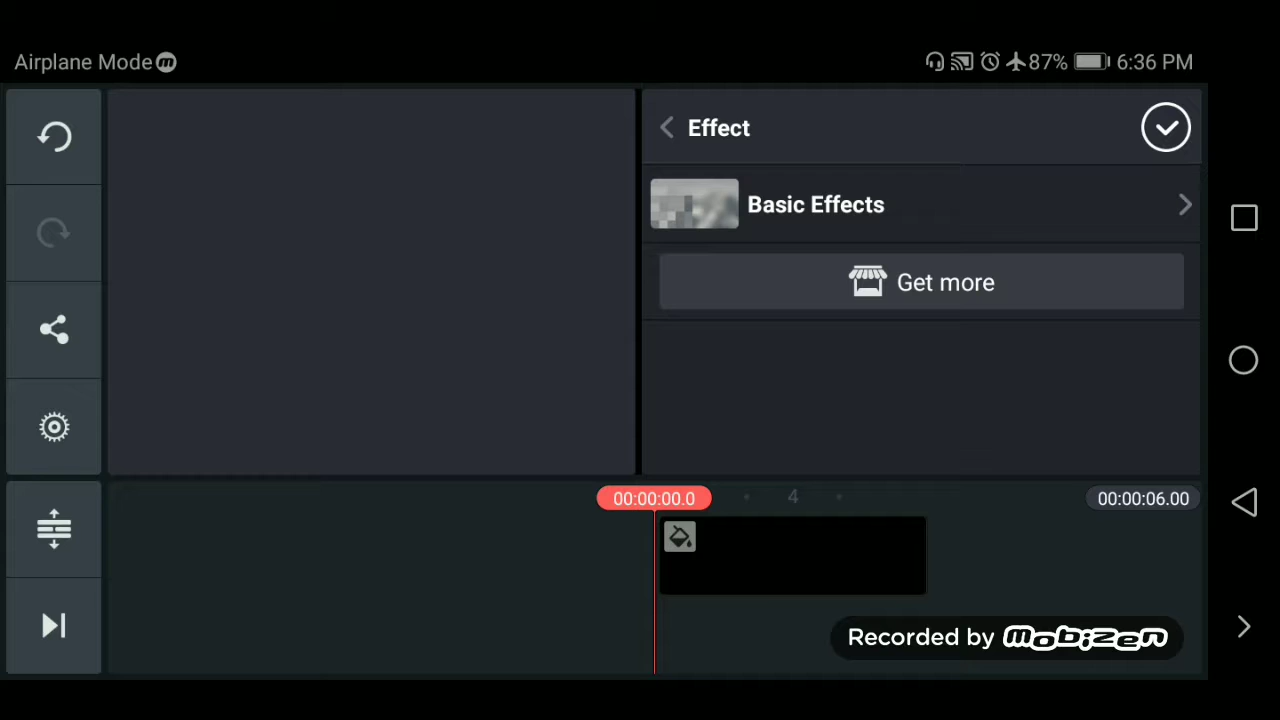 Airplane Mode m 87% 6:36 PM
Effect
Basic Effects
Get more
00:00:00.0 4 00:00:06.00
Recorded by mobizen